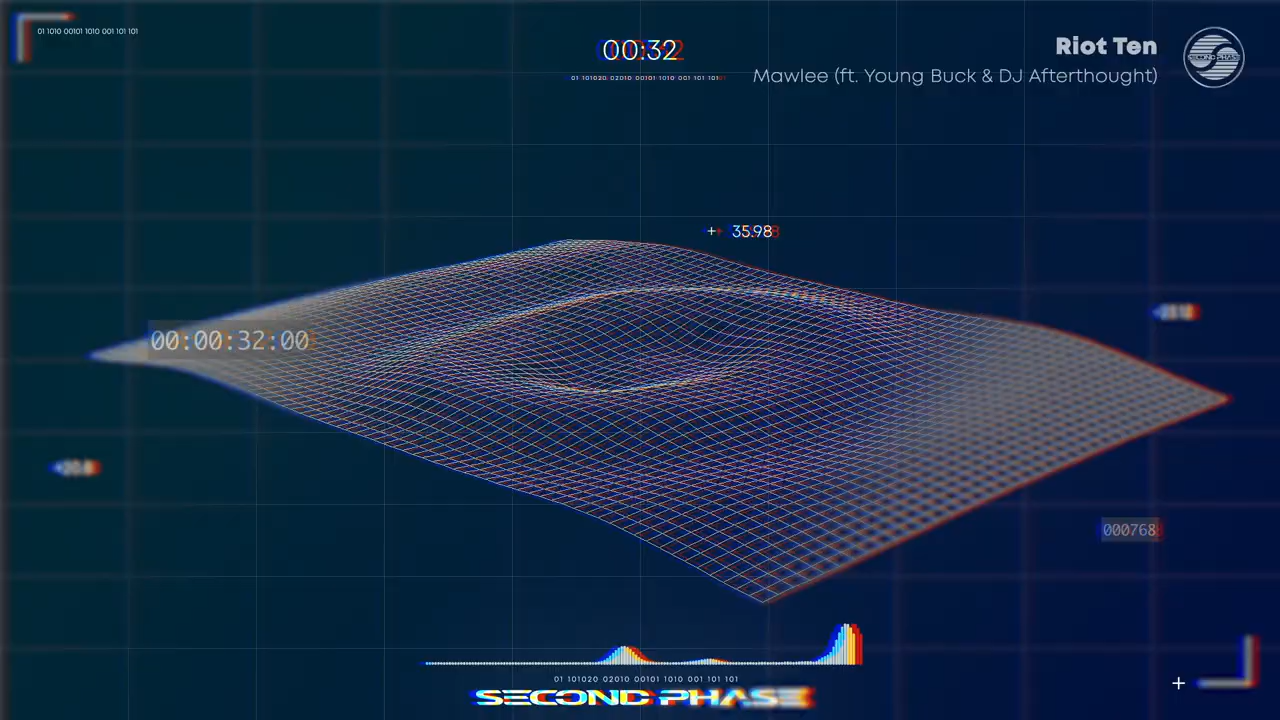 01 1010 00101 1010 001 101 101
00:32
01 101020 02010 00101 1010 001 101 101
Riot Ten
Mawlee (ft. Young Buck & DJ Afterthought)
SECOND PHASE
35.98
00:00:32:00
000768
01 101020 02010 00101 1010 001 101 101
SECOND PHASE